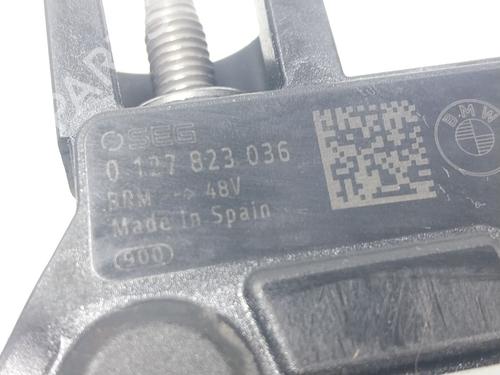 SEG
0 127 823 036
BRM -> 48V
Made In Spain
900
BMW